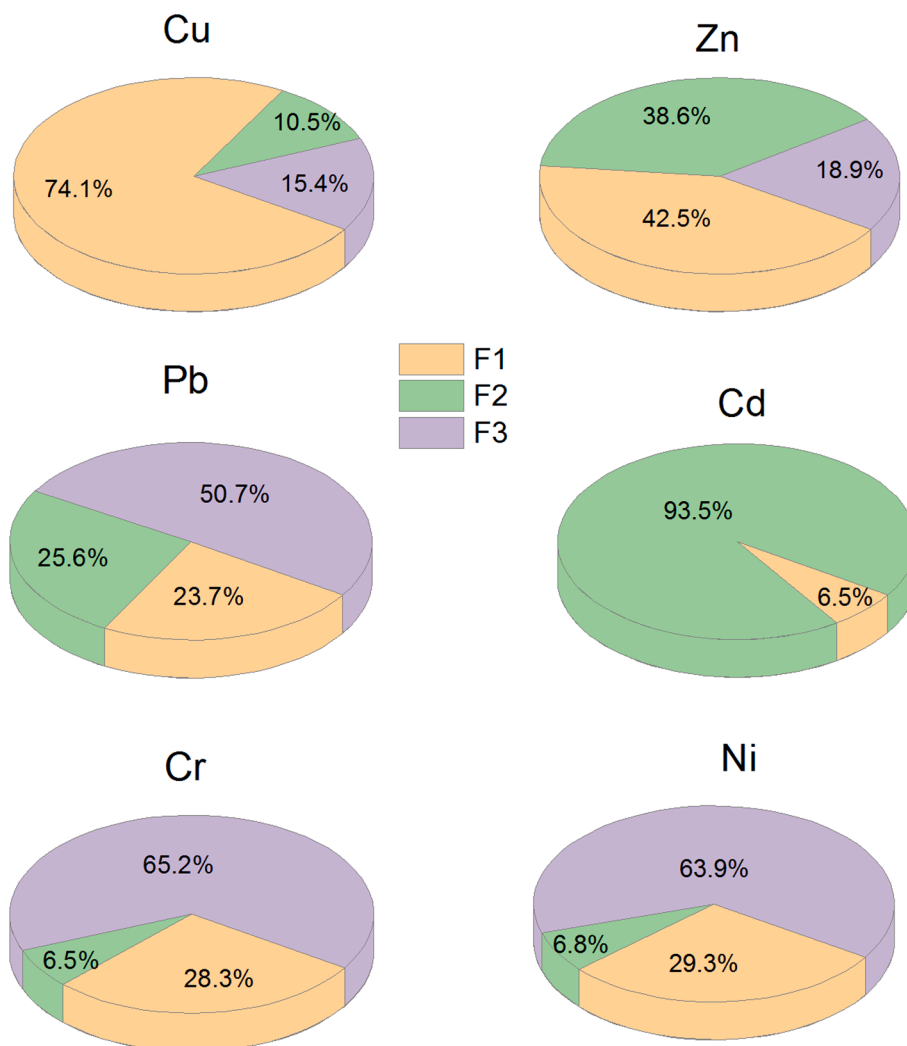 Cu
10.5%
74.1%
15.4%
Zn
38.6%
18.9%
42.5%
F1
F2
F3
Pb
50.7%
25.6%
23.7%
Cd
93.5%
6.5%
Cr
65.2%
6.5%
28.3%
Ni
63.9%
6.8%
29.3%